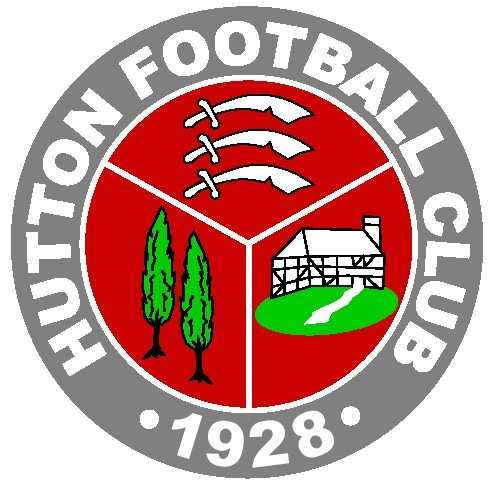 HUTTON FOOTBALL CLUB
• 1928 •